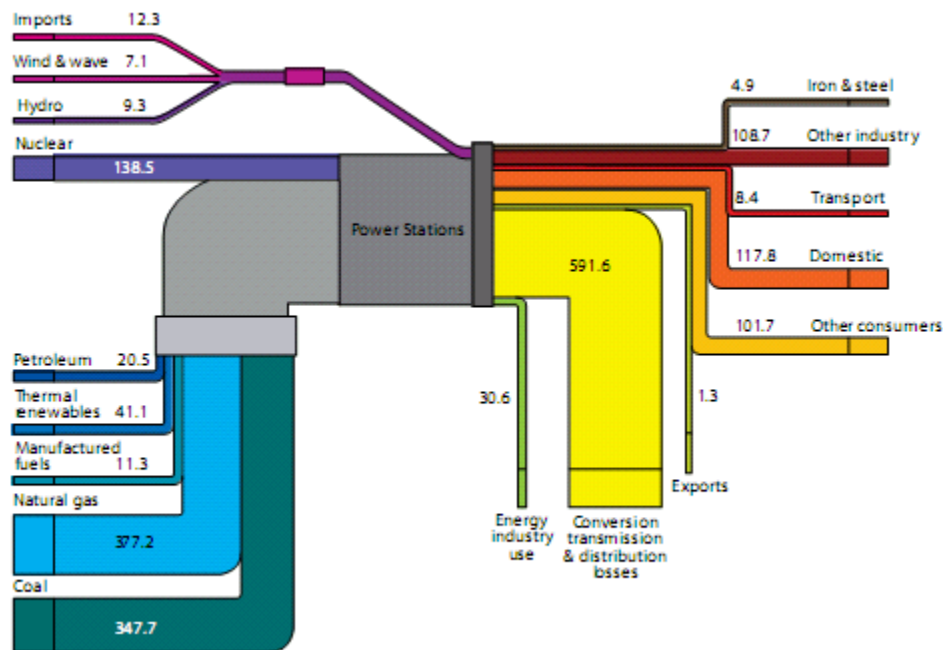 Imports 12.3
Wind & wave 7.1
Hydro 9.3
Nuclear
138.5
Power Stations
Petroleum 20.5
Thermal
renewables 41.1
Manufactured
fuels 11.3
Natural gas
377.2
Coal
347.7
4.9 Iron & steel
108.7 Other industry
8.4 Transport
117.8 Domestic
101.7 Other consumers
591.6
30.6
1.3
Exports
Energy
industry
use
Conversion
transmission
& distribution
losses